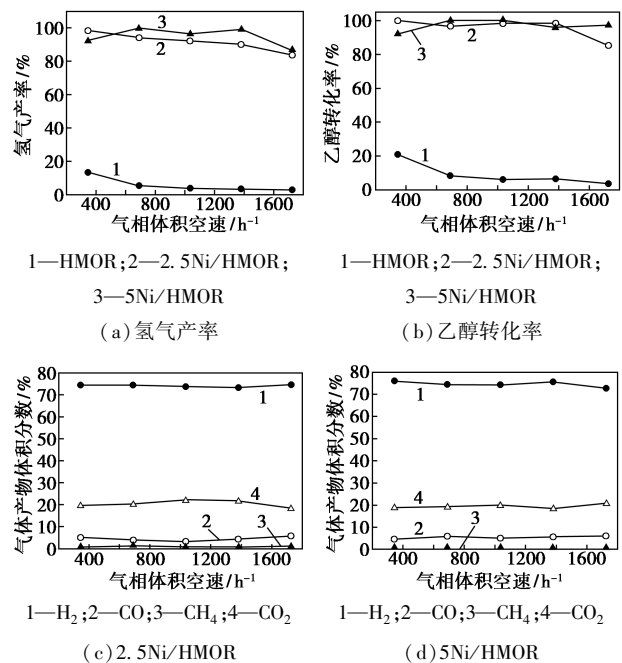 氢气产率/%
100
80
60
40
20
0
3
2
1
400 800 1200 1600
气相体积空速/h⁻¹
1—HMOR;2—2.5Ni/HMOR;
3—5Ni/HMOR
(a)氢气产率
乙醇转化率/%
100
80
60
40
20
0
3
2
1
400 800 1200 1600
气相体积空速/h⁻¹
1—HMOR;2—2.5Ni/HMOR;
3—5Ni/HMOR
(b)乙醇转化率
气体产物体积分数/%
80
70
60
50
40
30
20
10
0
1
4
2
3
400 800 1200 1600
气相体积空速/h⁻¹
1—H₂;2—CO;3—CH₄;4—CO₂
(c)2.5Ni/HMOR
气体产物体积分数/%
80
70
60
50
40
30
20
10
0
1
4
2
3
400 800 1200 1600
气相体积空速/h⁻¹
1—H₂;2—CO;3—CH₄;4—CO₂
(d)5Ni/HMOR